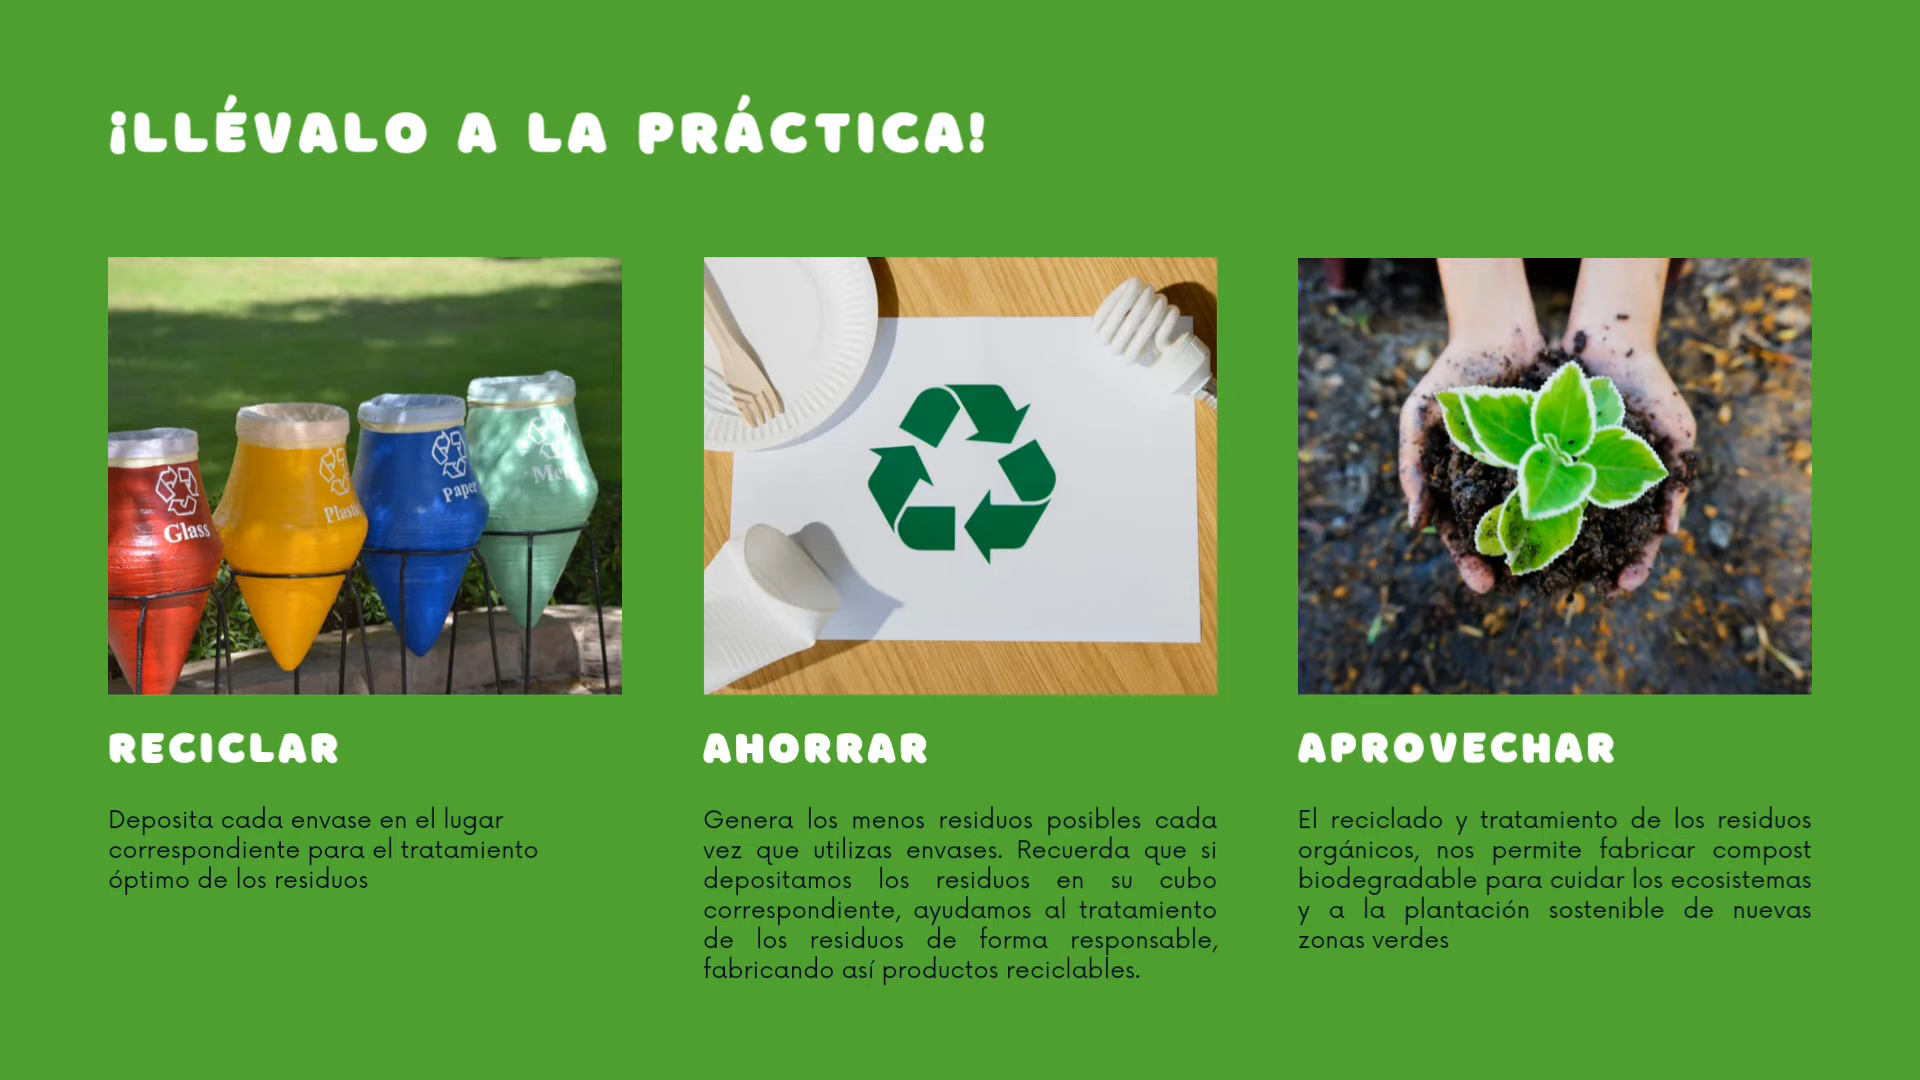 ¡LLÉVALO A LA PRÁCTICA!
Glass
Plastic
Paper
RECICLAR
Deposita cada envase en el lugar
correspondiente para el tratamiento
óptimo de los residuos
AHORRAR
Genera los menos residuos posibles cada
vez que utilizas envases. Recuerda que si
depositamos los residuos en su cubo
correspondiente, ayudamos al tratamiento
de los residuos de forma responsable,
fabricando así productos reciclables.
APROVECHAR
El reciclado y tratamiento de los residuos
orgánicos, nos permite fabricar compost
biodegradable para cuidar los ecosistemas
y a la plantación sostenible de nuevas
zonas verdes